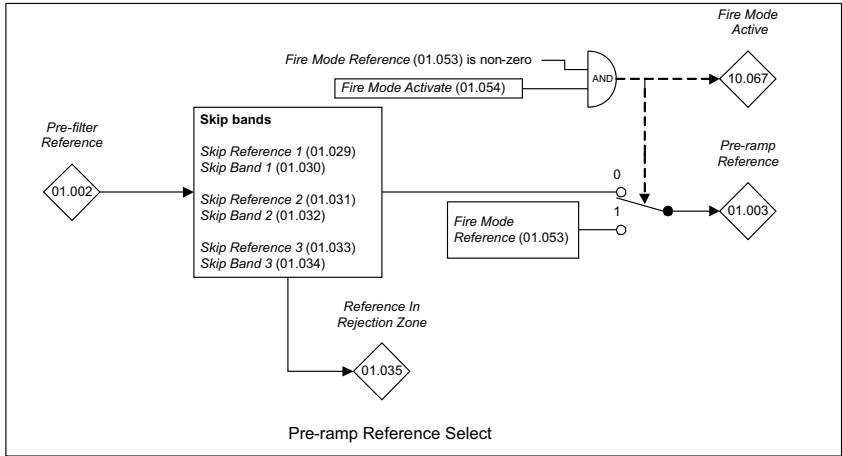 Fire Mode
Active
Fire Mode Reference (01.053) is non-zero
AND
10.067
Fire Mode Activate (01.054)
Pre-filter
Reference
01.002
Skip bands
Skip Reference 1 (01.029)
Skip Band 1 (01.030)
Skip Reference 2 (01.031)
Skip Band 2 (01.032)
Skip Reference 3 (01.033)
Skip Band 3 (01.034)
Pre-ramp
Reference
0
1
01.003
Fire Mode
Reference (01.053)
Reference In
Rejection Zone
01.035
Pre-ramp Reference Select